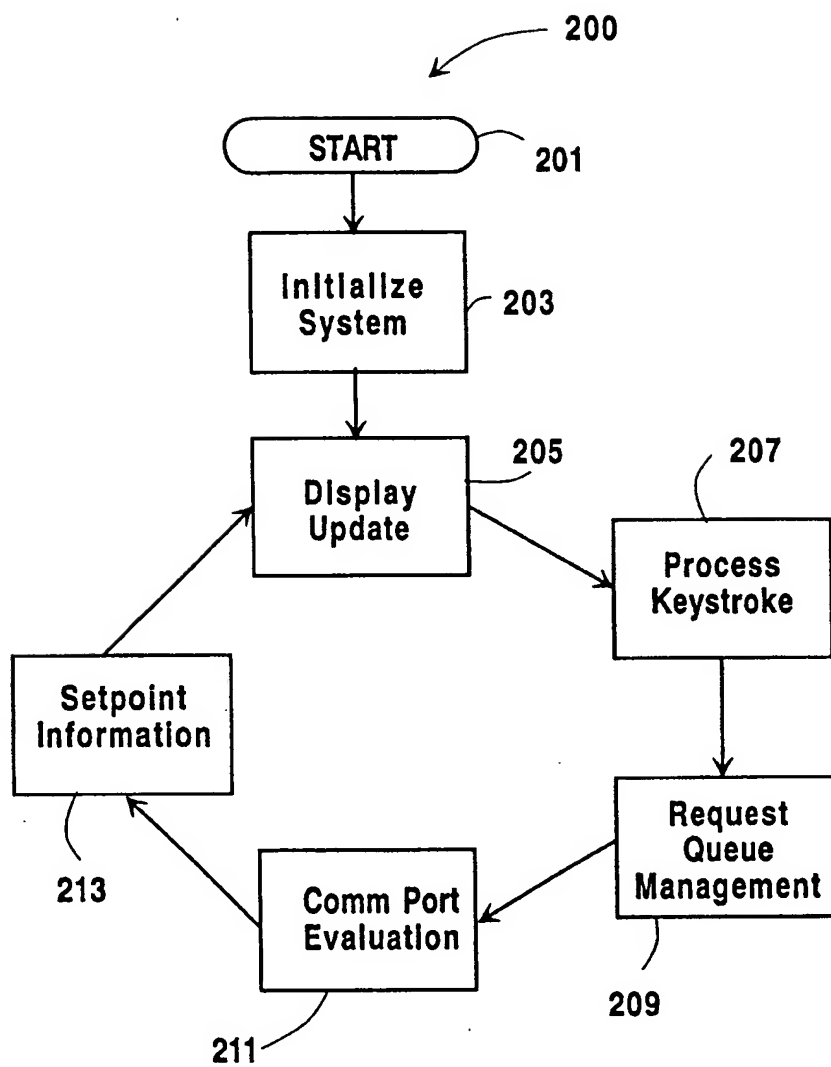 200
START
201
Initialize
System
203
205
Display
Update
207
Process
Keystroke
Setpoint
Information
213
Request
Queue
Management
209
Comm Port
Evaluation
211